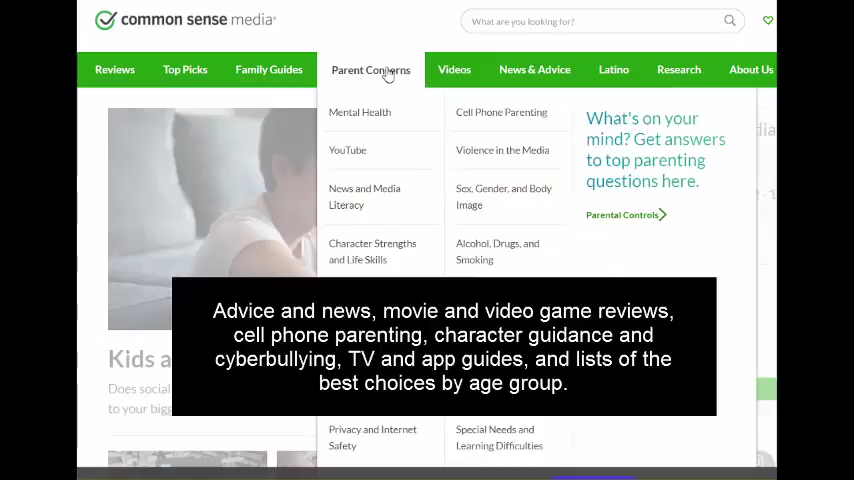 common sense media
What are you looking for?
Reviews Top Picks Family Guides Parent Concerns Videos News & Advice Latino Research About Us
Mental Health
Cell Phone Parenting
YouTube
Violence in the Media
News and Media
Literacy
Sex, Gender, and Body
Image
Character Strengths
and Life Skills
Alcohol, Drugs, and
Smoking
What's on your
mind? Get answers
to top parenting
questions here.
Parental Controls
Advice and news, movie and video game reviews,
cell phone parenting, character guidance and
cyberbullying, TV and app guides, and lists of the
best choices by age group.
Kids a
Does social
to your bigg
Privacy and Internet
Safety
Special Needs and
Learning Difficulties